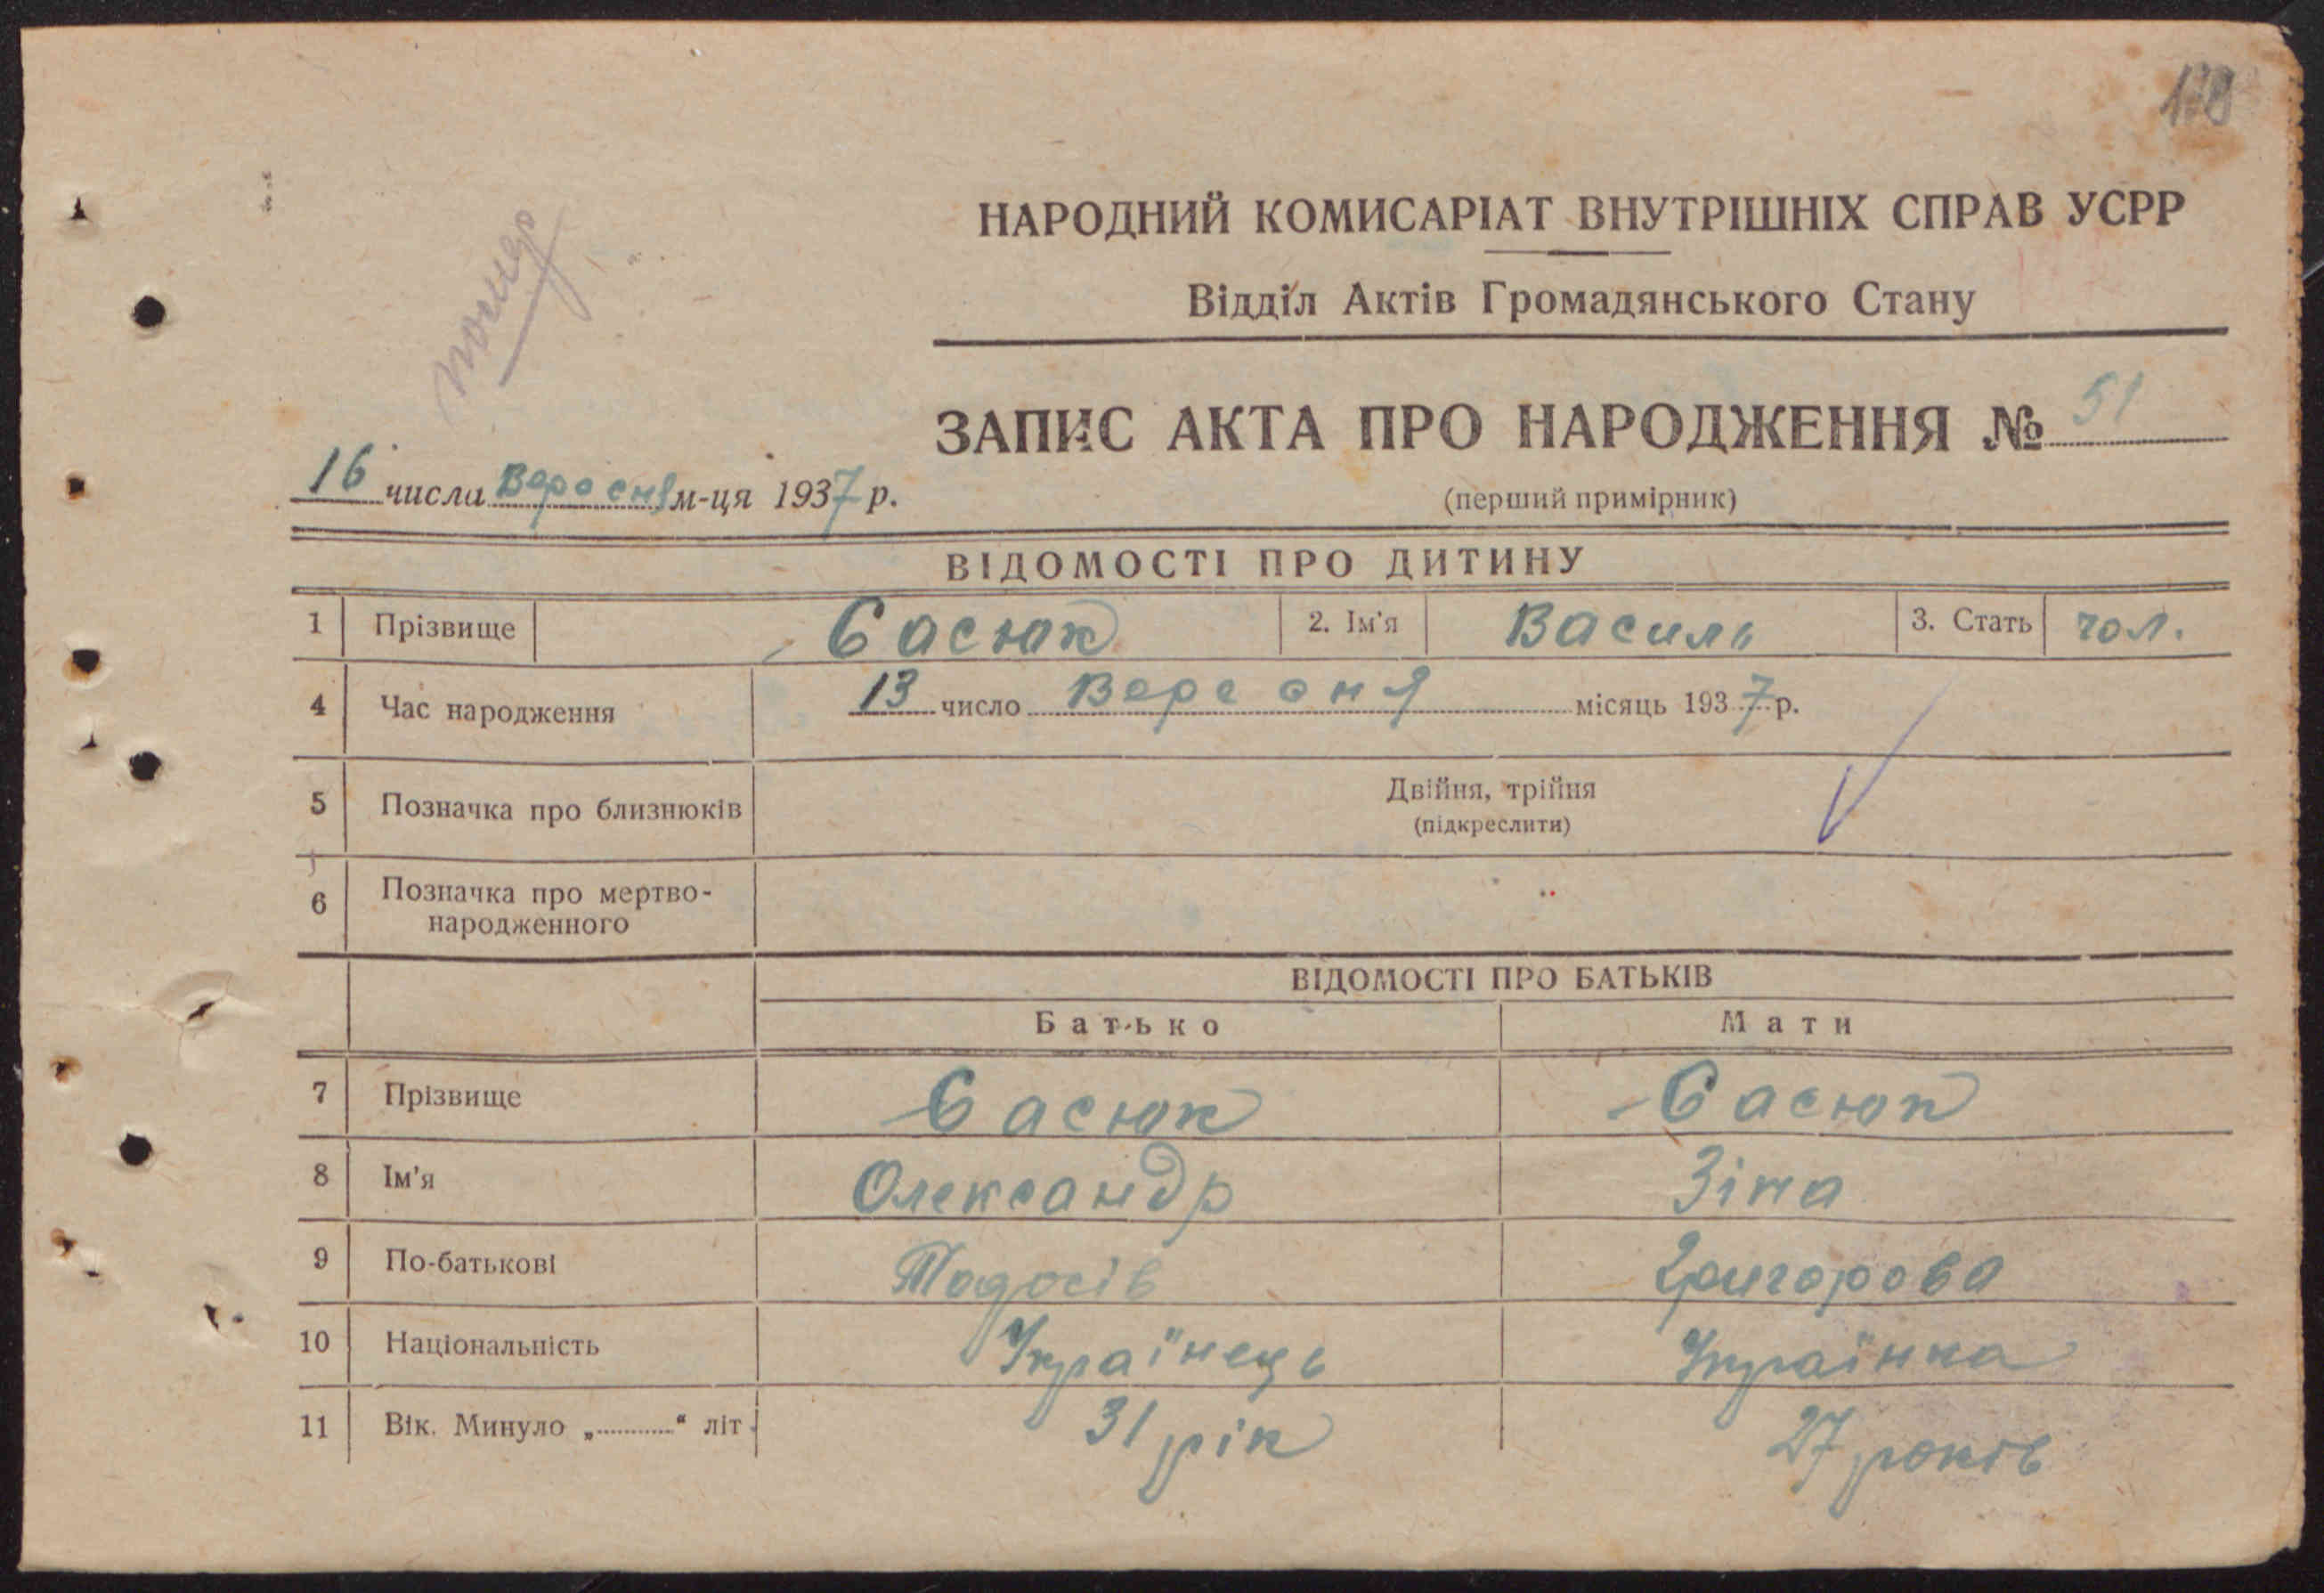 178
помер
НАРОДНИЙ КОМИСАРІАТ ВНУТРІШНІХ СПРАВ УСРР
Відділ Актів Громадянського Стану
ЗАПИС АКТА ПРО НАРОДЖЕННЯ № 51
16 числа Вересня м-ця 1937 р.
(перший примірник)
ВІДОМОСТІ ПРО ДИТИНУ
1 Прізвище Сасюк 2. Ім'я Василь 3. Стать чол.
4 Час народження 13 число Вересня місяць 1937 р.
5 Позначка про близнюків Двійня, трійня
(підкреслити)
6 Позначка про мертво-
народженного
ВІДОМОСТІ ПРО БАТЬКІВ
Батько Мати
7 Прізвище Сасюк Сасюк
8 Ім'я Олександр Зіна
9 По-батькові Тодосів Григорова
10 Національність Українець Українка
11 Вік. Минуло „..........“ літ 31 рік 27 років